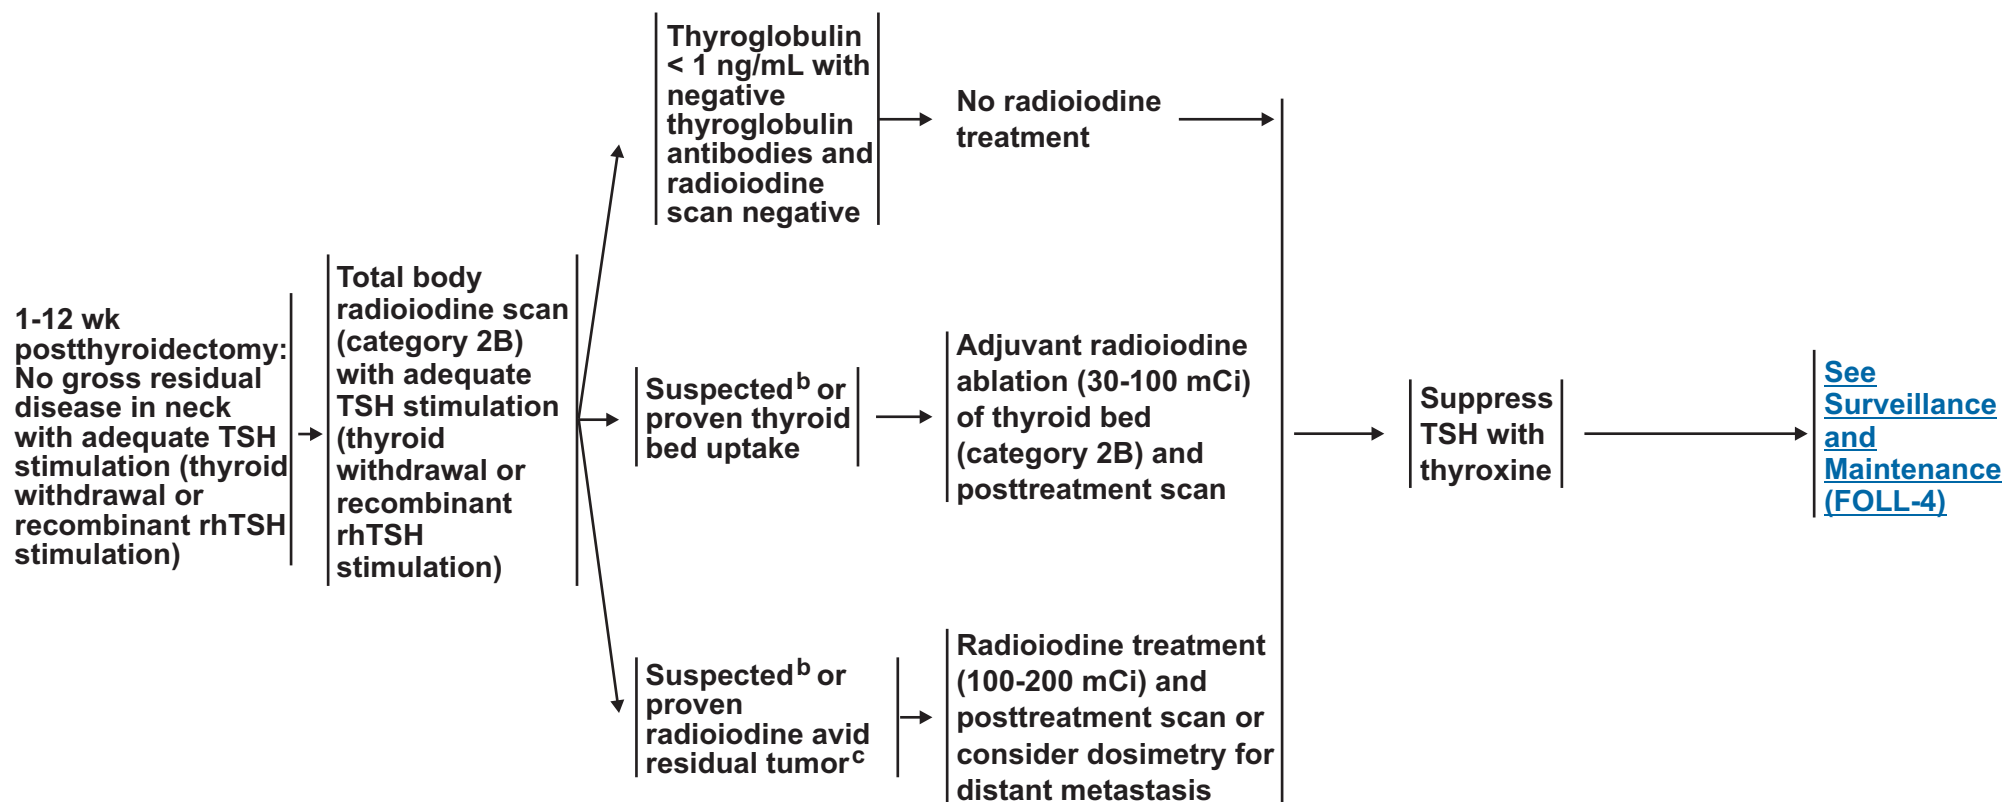 1-12 wk
postthyroidectomy:
No gross residual
disease in neck
with adequate TSH
stimulation (thyroid
withdrawal or
recombinant rhTSH
stimulation)
Total body
radioiodine scan
(category 2B)
with adequate
TSH stimulation
(thyroid
withdrawal or
recombinant
rhTSH
stimulation)
Thyroglobulin
< 1 ng/mL with
negative
thyroglobulin
antibodies and
radioiodine
scan negative
No radioiodine
treatment
Suspected b or
proven thyroid
bed uptake
Adjuvant radioiodine
ablation (30-100 mCi)
of thyroid bed
(category 2B) and
posttreatment scan
Suspected b or
proven
radioiodine avid
residual tumor c
Radioiodine treatment
(100-200 mCi) and
posttreatment scan or
consider dosimetry for
distant metastasis
Suppress
TSH with
thyroxine
See
Surveillance
and
Maintenance
(FOLL-4)